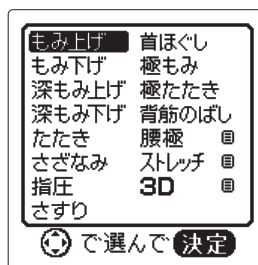 もみ上げ 首ほぐし
もみ下げ 極もみ
深もみ上げ 極たたき
深もみ下げ 背筋のばし
たたき 腰極
さざなみ ストレッチ
指圧 3D
さすり
で選んで 決定